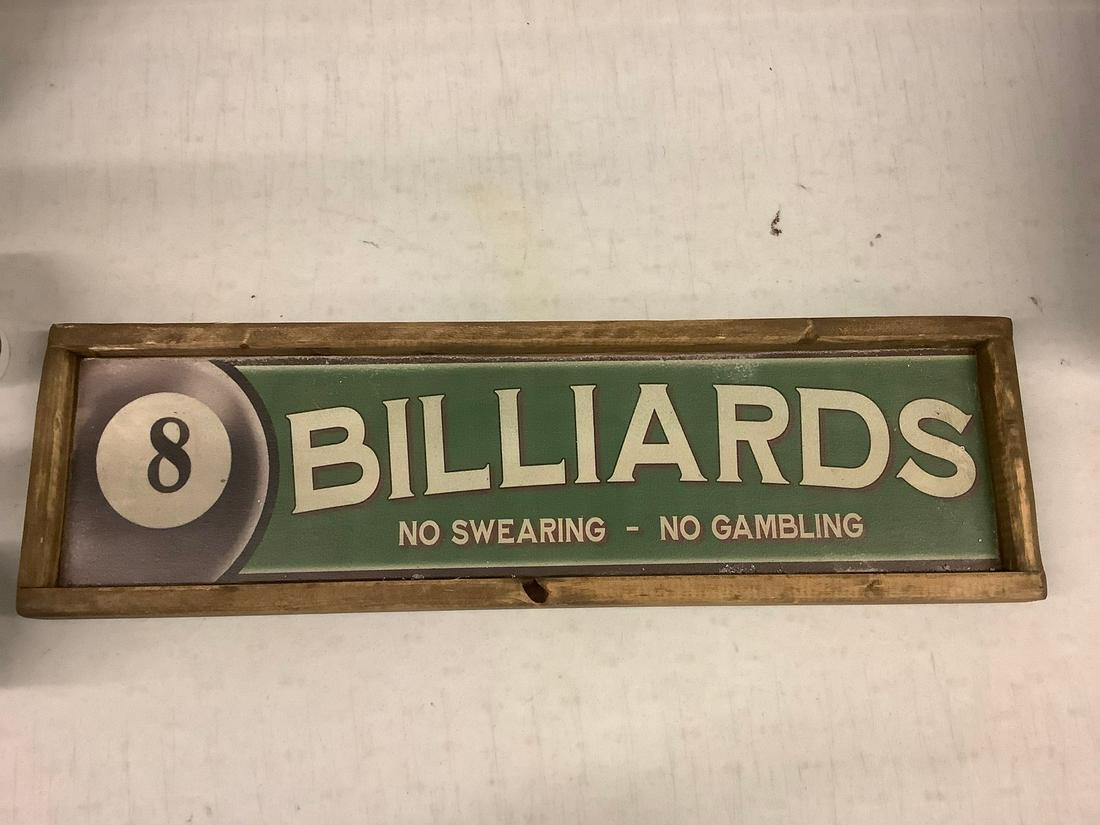 8
BILLIARDS
NO SWEARING - NO GAMBLING